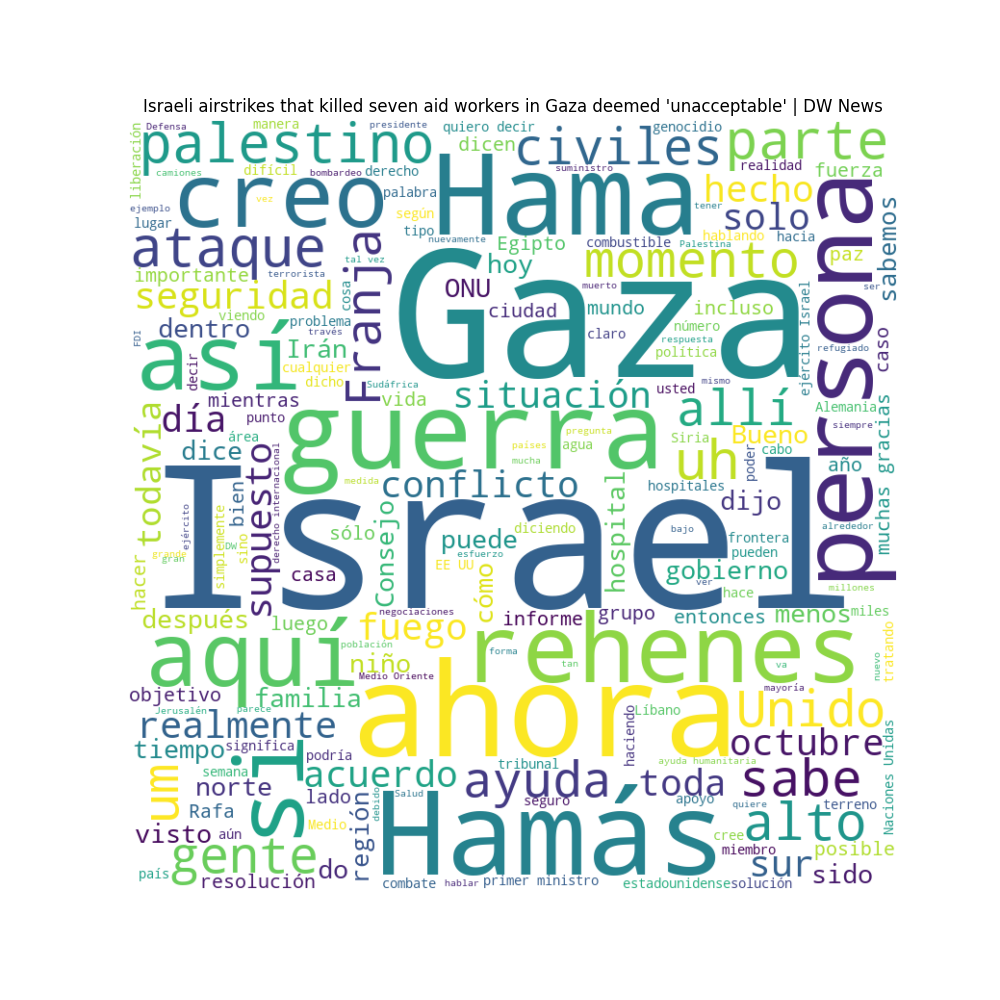 Israeli airstrikes that killed seven aid workers in Gaza deemed 'unacceptable' | DW News
Defensa manera presidente quiero decir genocidio
liberación palestino dicen civiles parte
camiones difícil bombardeo derecho suministro realidad fuerza
creo Hama hecho
ejemplo vez palabra tener solo persona
lugar según tipo nuevamente hablando hacia sabemos
ataque Franja Egipto combustible Palestina paz
importante terrorista tal vez hoy momento ser
seguridad cosa ONU Gaza muerto
viendo ciudad mundo incluso ejército Israel
dentro problema claro número
FDI través respuesta caso
así Irán política refugiado
cualquier
decir dicho Sudáfrica situación usted mismo
mientras vida allí Alemania
día punto guerra pregunta siempre
todavía área países agua Siria Bueno muchas gracias
dice mucha uh poder cabo
supuesto derecho internacional medida conflicto hospital hospitales año
bien Israel dijo
ejército Consejo sólo diciendo bajo alrededor
sino puede frontera
grande DW esfuerzo pueden
gran simplemente EE UU ver
hacer casa cómo gobierno
hace millones
después negociaciones informe grupo entonces menos miles
luego fuego
aquí población rehenes tratando
niño forma tan va nuevo
Medio Oriente mayoría
objetivo familia ahora
Jerusalén parece Líbano Unido
realmente haciendo octubre Naciones Unidas
tiempo significa podría ayuda humanitaria
semana si tribunal
um norte acuerdo ayuda toda sabe
Rafa lado debido Salud seguro apoyo quiere terreno
visto aún Medio región Hamás alto
gente cree miembro posible
país do sur sido
resolución combate hablar primer ministro estadounidense solución